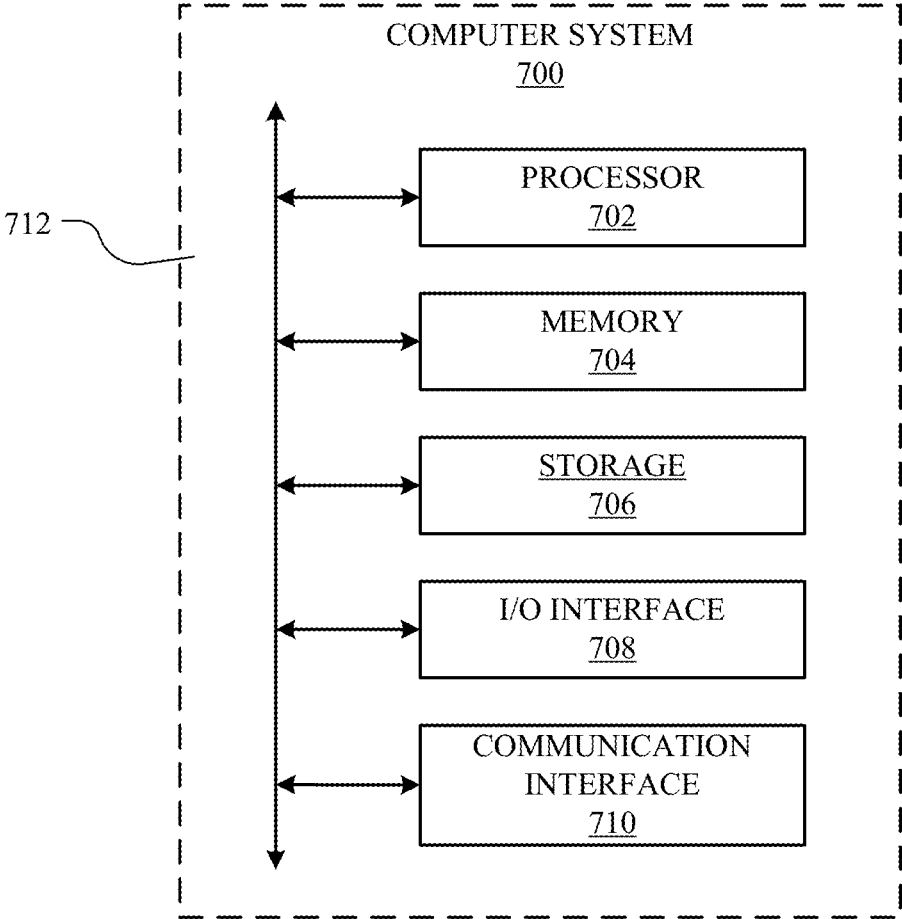 COMPUTER SYSTEM
700
PROCESSOR
702
712
MEMORY
704
STORAGE
706
I/O INTERFACE
708
COMMUNICATION
INTERFACE
710